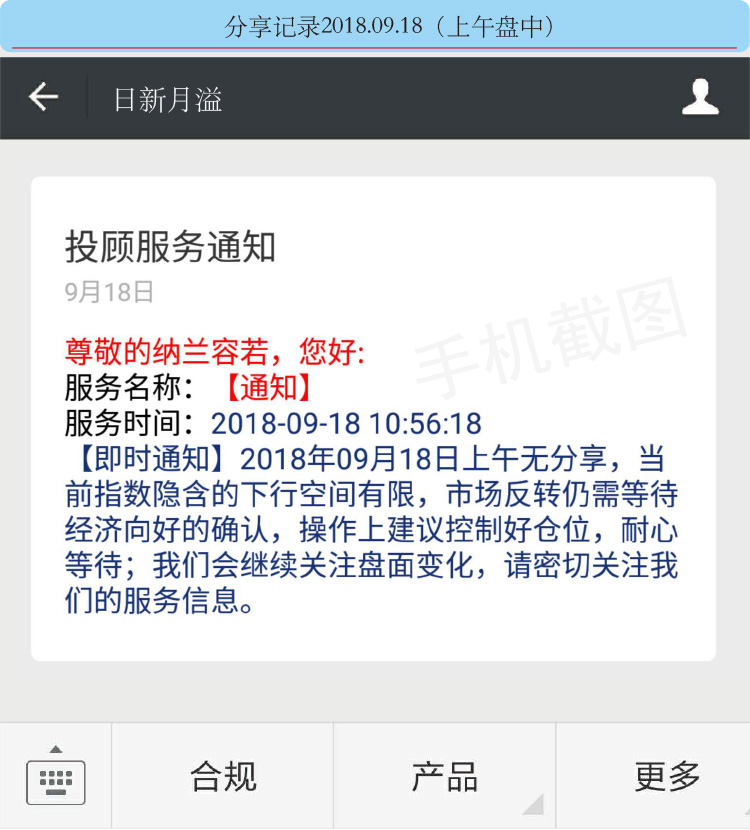 分享记录2018.09.18（上午盘中）
日新月溢
投顾服务通知
9月18日
手机截图
尊敬的纳兰容若，您好:
服务名称：【通知】
服务时间：2018-09-18 10:56:18
【即时通知】2018年09月18日上午无分享，当
前指数隐含的下行空间有限，市场反转仍需等待
经济向好的确认，操作上建议控制好仓位，耐心
等待；我们会继续关注盘面变化，请密切关注我
们的服务信息。
合规
产品
更多